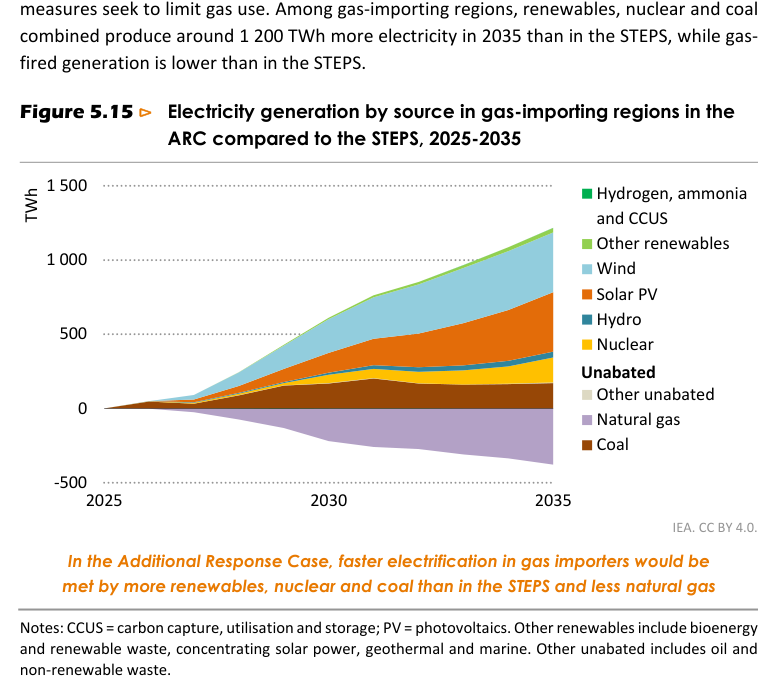 measures seek to limit gas use. Among gas-importing regions, renewables, nuclear and coal
combined produce around 1 200 TWh more electricity in 2035 than in the STEPS, while gas-
fired generation is lower than in the STEPS.
Figure 5.15 ▻ Electricity generation by source in gas-importing regions in the
ARC compared to the STEPS, 2025-2035
TWh
1 500
1 000
500
0
-500
2025
2030
2035
Hydrogen, ammonia
and CCUS
Other renewables
Wind
Solar PV
Hydro
Nuclear
Unabated
Other unabated
Natural gas
Coal
IEA. CC BY 4.0.
In the Additional Response Case, faster electrification in gas importers would be
met by more renewables, nuclear and coal than in the STEPS and less natural gas
Notes: CCUS = carbon capture, utilisation and storage; PV = photovoltaics. Other renewables include bioenergy
and renewable waste, concentrating solar power, geothermal and marine. Other unabated includes oil and
non-renewable waste.